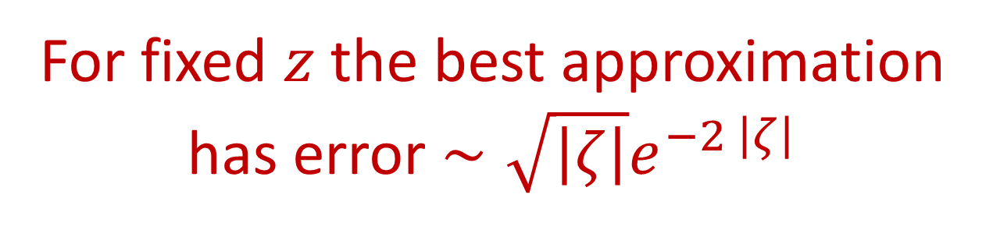 For fixed 𝑧 the best approximation
has error ~ √|ζ|𝑒^{−2 |ζ|}